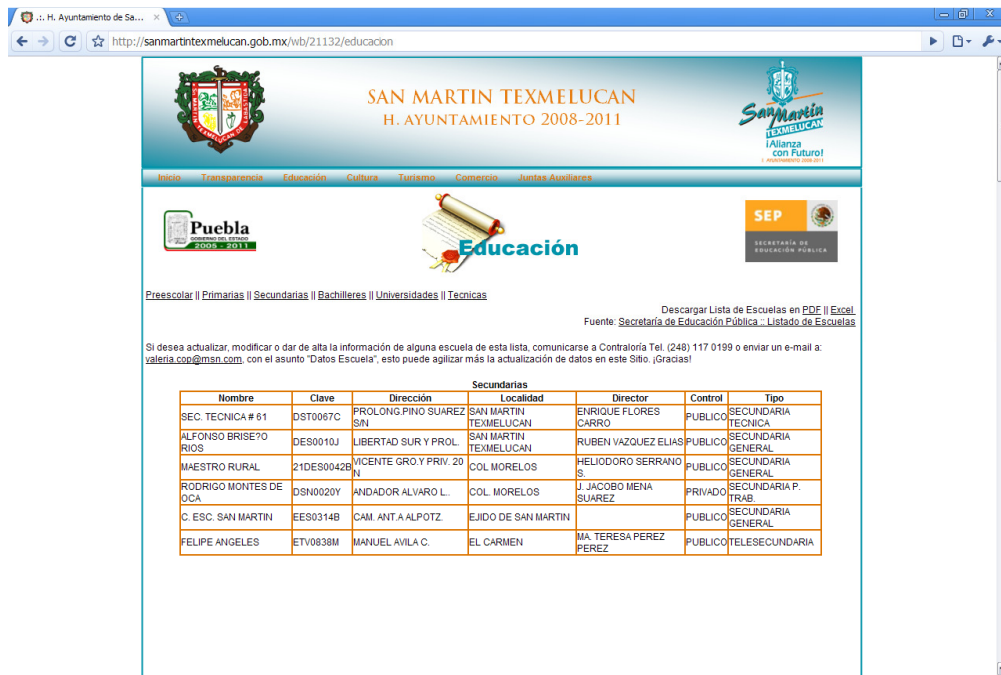 .:. H. Ayuntamiento de Sa...
http://sanmartintexmelucan.gob.mx/wb/21132/educacion
SAN MARTIN TEXMELUCAN
H. AYUNTAMIENTO 2008-2011
San Martín
TEXMELUCAN
¡Alianza
con Futuro!
H. AYUNTAMIENTO 2008-2011
Inicio Transparencia Educación Cultura Turismo Comercio Juntas Auxiliares
Puebla
GOBIERNO DEL ESTADO
2005 - 2011
Educación
SEP
SECRETARÍA DE
EDUCACIÓN PÚBLICA
Preescolar || Primarias || Secundarias || Bachilleres || Universidades || Tecnicas
Descargar Lista de Escuelas en PDF || Excel
Fuente: Secretaría de Educación Pública :: Listado de Escuelas
Si desea actualizar, modificar o dar de alta la información de alguna escuela de esta lista, comunicarse a Contraloría Tel. (248) 117 0199 o enviar un e-mail a:
valeria.cop@msn.com, con el asunto "Datos Escuela", esto puede agilizar más la actualización de datos en este Sitio. ¡Gracias!
Secundarias
Nombre Clave Dirección Localidad Director Control Tipo
SEC. TECNICA # 61 DST0067C PROLONG.PINO SUAREZ S/N SAN MARTIN TEXMELUCAN ENRIQUE FLORES CARRO PUBLICO SECUNDARIA TECNICA
ALFONSO BRISE?O RIOS DES0010J LIBERTAD SUR Y PROL. SAN MARTIN TEXMELUCAN RUBEN VAZQUEZ ELIAS PUBLICO SECUNDARIA GENERAL
MAESTRO RURAL 21DES0042B VICENTE GRO.Y PRIV. 20 N COL MORELOS HELIODORO SERRANO S. PUBLICO SECUNDARIA GENERAL
RODRIGO MONTES DE OCA DSN0020Y ANDADOR ALVARO L.. COL. MORELOS J. JACOBO MENA SUAREZ PRIVADO SECUNDARIA P. TRAB.
C. ESC. SAN MARTIN EES0314B CAM. ANT.A ALPOTZ. EJIDO DE SAN MARTIN PUBLICO SECUNDARIA GENERAL
FELIPE ANGELES ETV0838M MANUEL AVILA C. EL CARMEN MA. TERESA PEREZ PEREZ PUBLICO TELESECUNDARIA